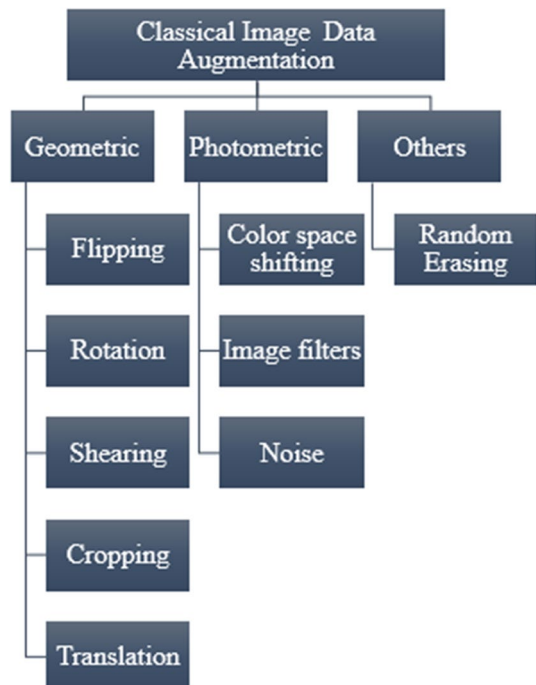 Classical Image Data
Augmentation
Geometric
Photometric
Others
Flipping
Rotation
Shearing
Cropping
Translation
Color space
shifting
Image filters
Noise
Random
Erasing